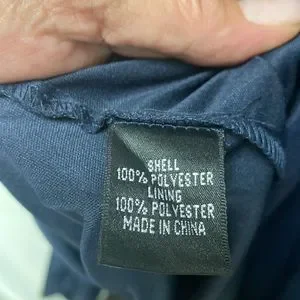 SHELL
100% POLYESTER
LINING
100% POLYESTER
MADE IN CHINA